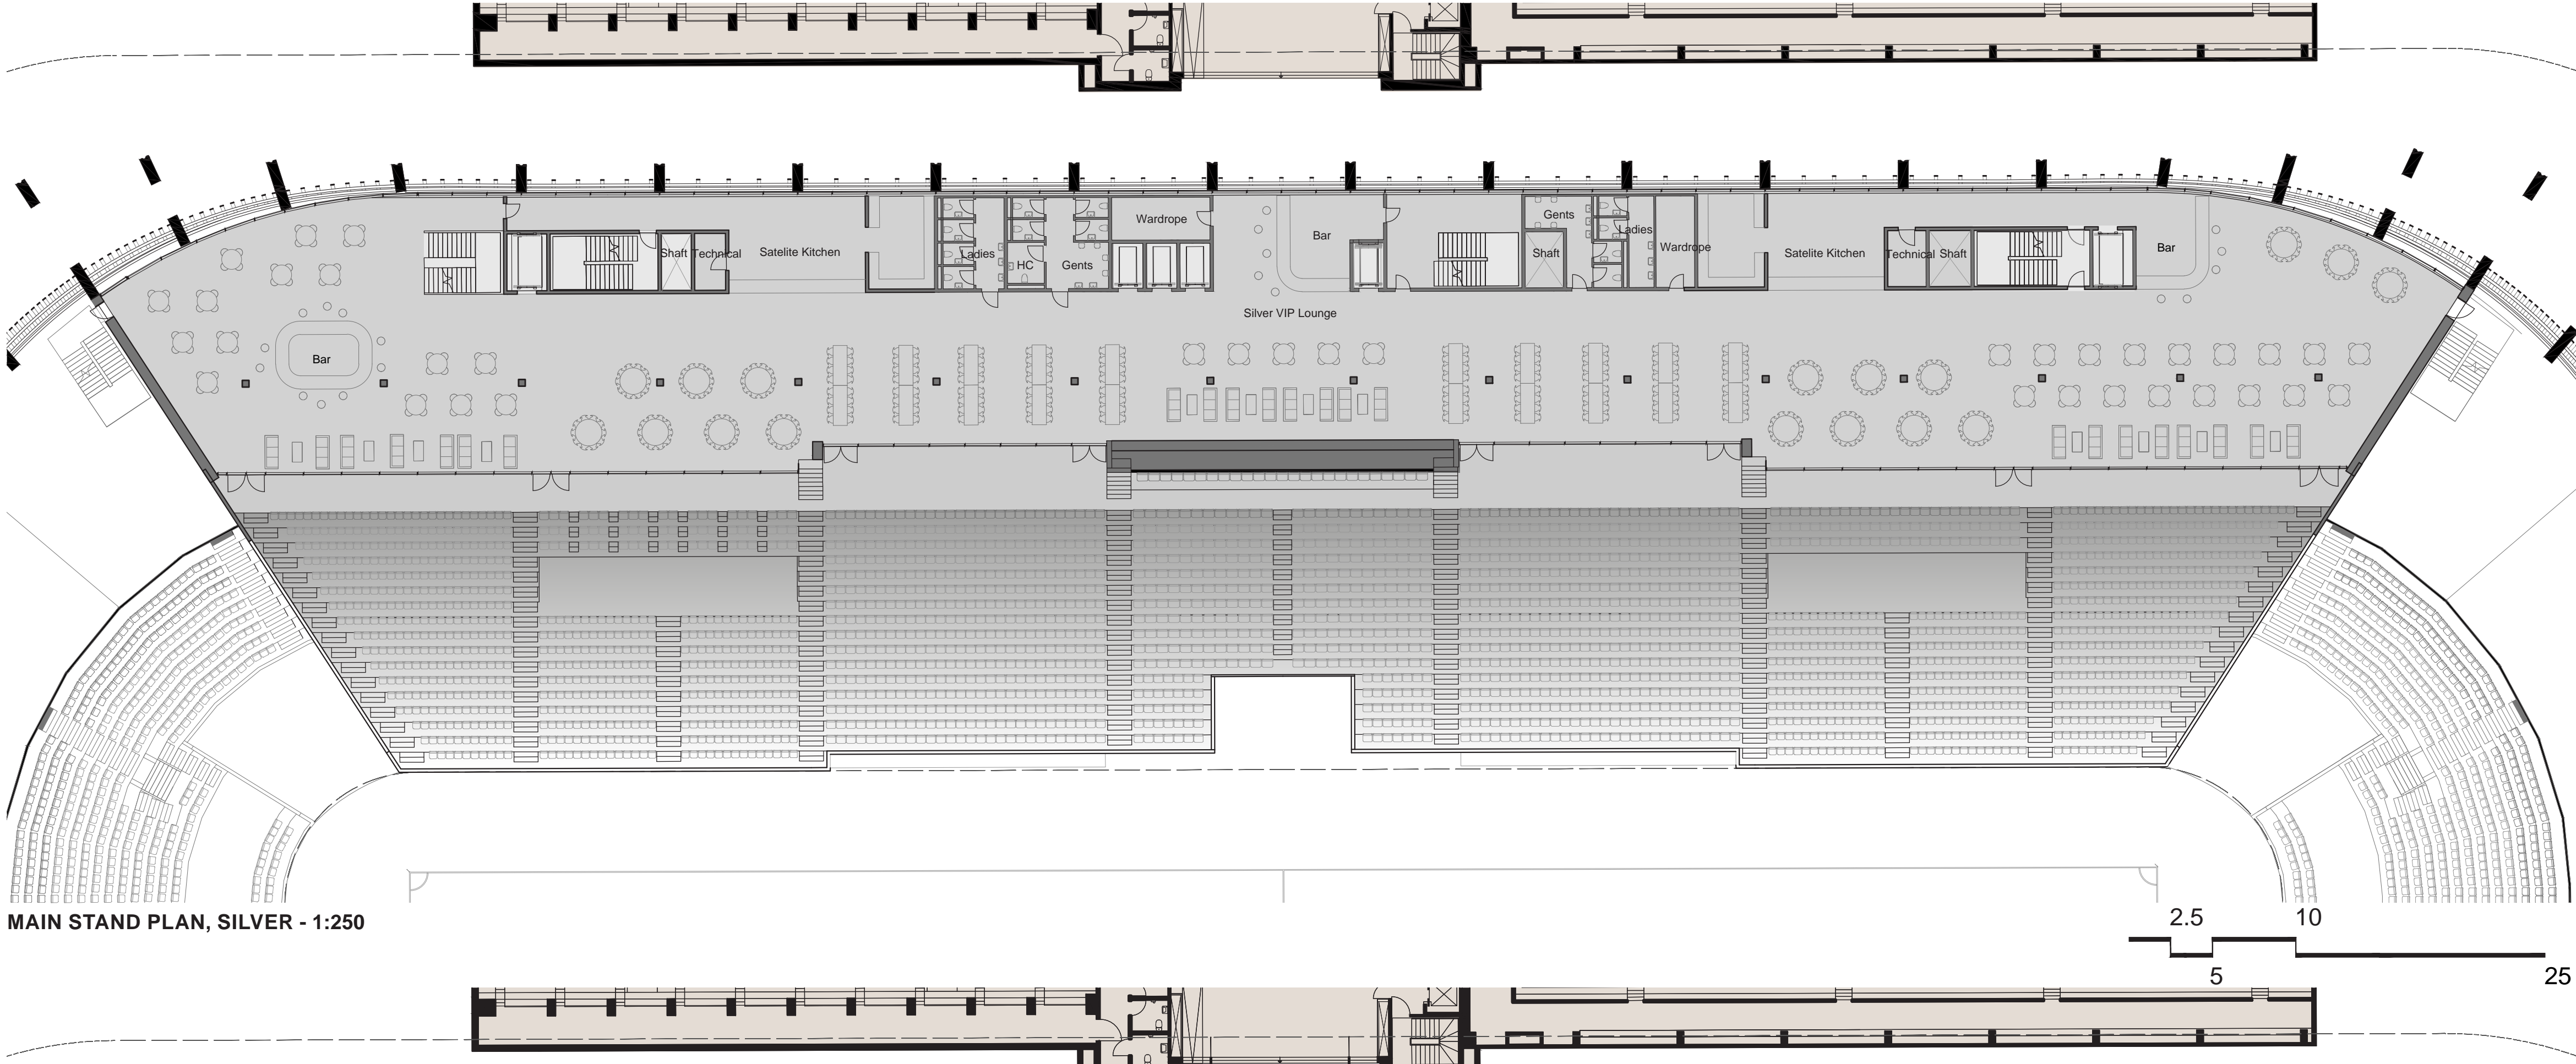 Wardrope
Bar
Gents
Ladies
Wardrope
Shaft
Technical
Satelite Kitchen
Ladies
HC
Gents
Shaft
Satelite Kitchen
Technical
Shaft
Bar
Silver VIP Lounge
Bar
MAIN STAND PLAN, SILVER - 1:250
2.5
10
5
25